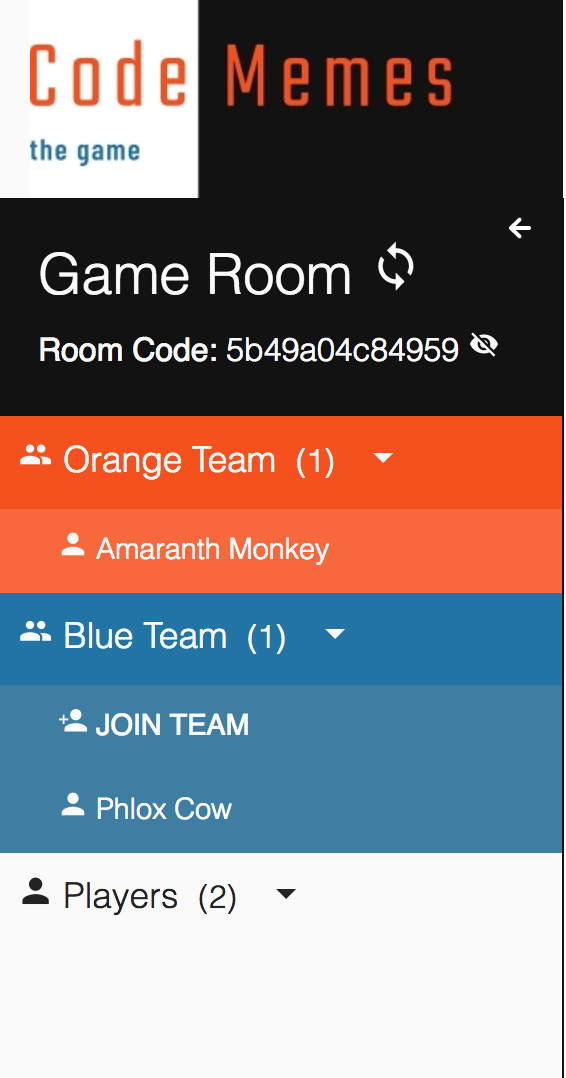 Code Memes
the game
Game Room
Room Code: 5b49a04c84959
Orange Team (1)
Amaranth Monkey
Blue Team (1)
+ JOIN TEAM
Phlox Cow
Players (2)